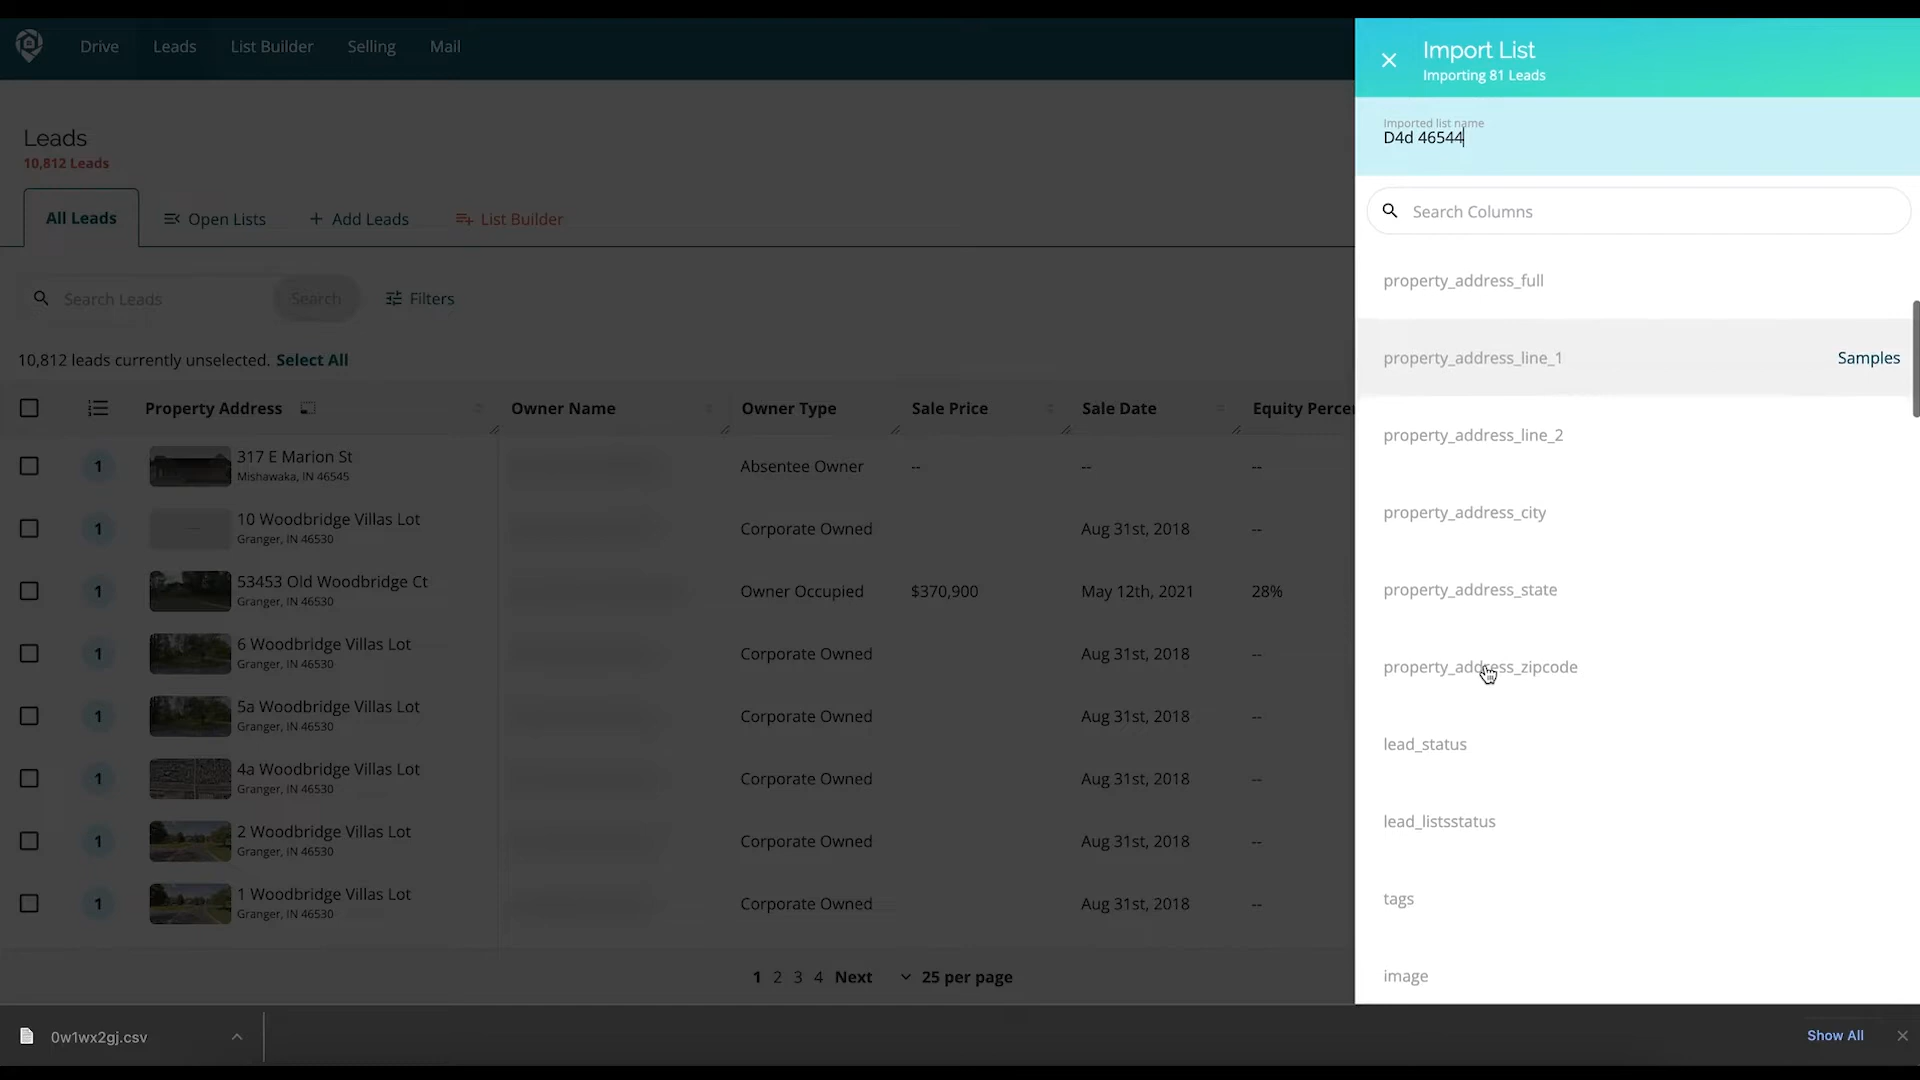 Drive
Leads
List Builder
Selling
Mail
Leads
10,812 Leads
All Leads
Open Lists
+ Add Leads
List Builder
Search Leads
Search
Filters
10,812 leads currently unselected. Select All
Property Address
Owner Name
Owner Type
Sale Price
Sale Date
Equity Percen
1
317 E Marion St
Mishawaka, IN 46545
Absentee Owner
--
--
--
1
10 Woodbridge Villas Lot
Granger, IN 46530
Corporate Owned
Aug 31st, 2018
--
1
53453 Old Woodbridge Ct
Granger, IN 46530
Owner Occupied
$370,900
May 12th, 2021
28%
1
6 Woodbridge Villas Lot
Granger, IN 46530
Corporate Owned
Aug 31st, 2018
--
1
5a Woodbridge Villas Lot
Granger, IN 46530
Corporate Owned
Aug 31st, 2018
--
1
4a Woodbridge Villas Lot
Granger, IN 46530
Corporate Owned
Aug 31st, 2018
--
1
2 Woodbridge Villas Lot
Granger, IN 46530
Corporate Owned
Aug 31st, 2018
--
1
1 Woodbridge Villas Lot
Granger, IN 46530
Corporate Owned
Aug 31st, 2018
--
1 2 3 4 Next
25 per page
Import List
Importing 81 Leads
Imported list name
D4d 46544
Search Columns
property_address_full
property_address_line_1
Samples
property_address_line_2
property_address_city
property_address_state
property_address_zipcode
lead_status
lead_listsstatus
tags
image
0w1wx2gj.csv
Show All